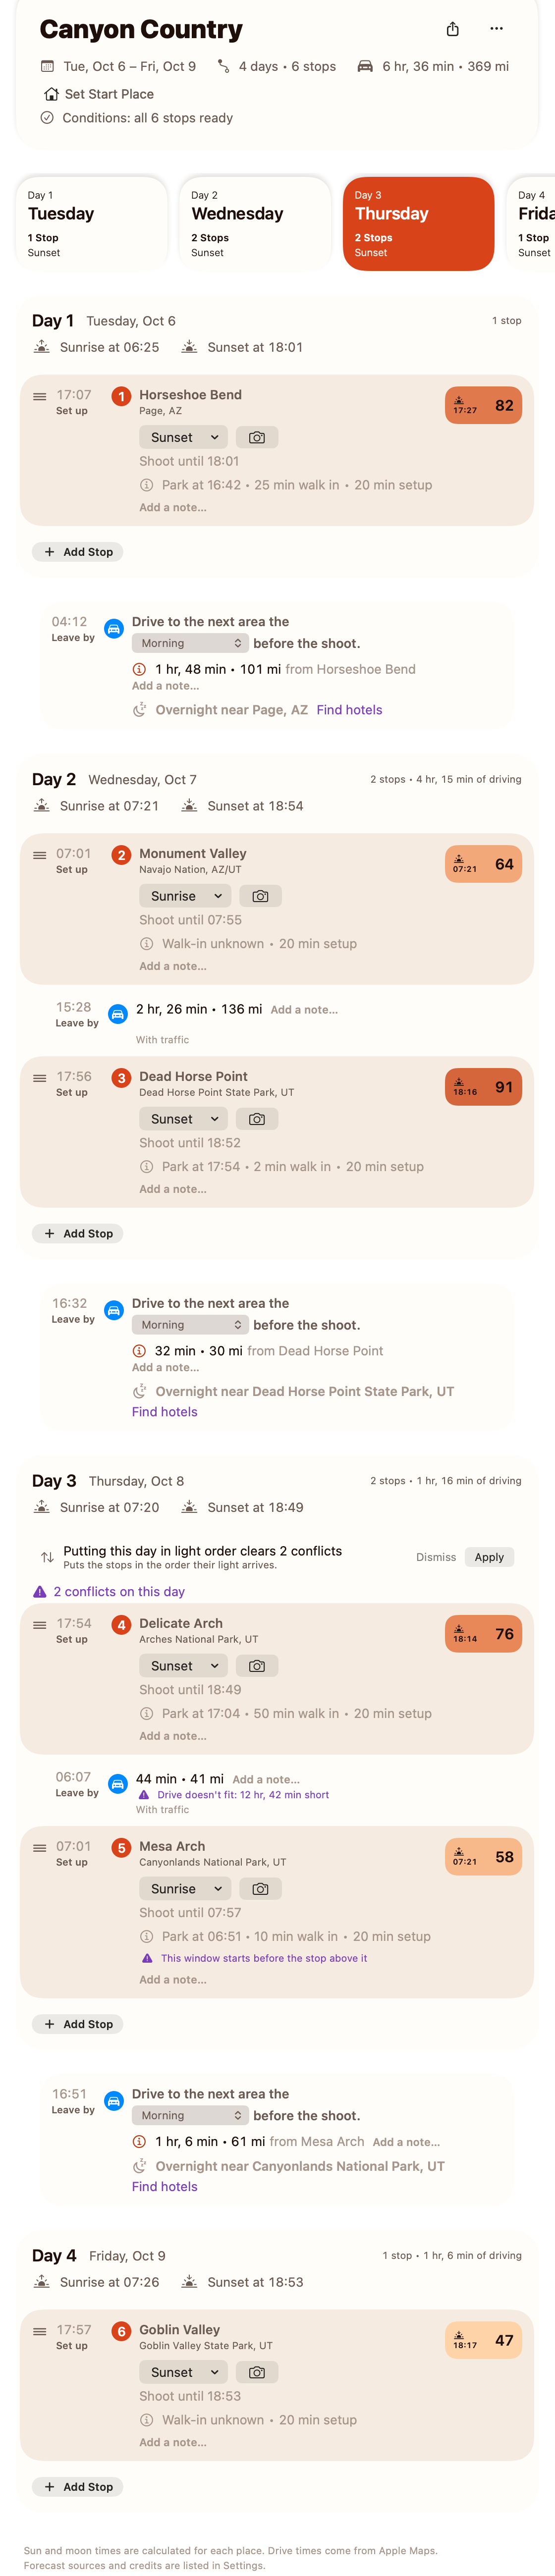 Canyon Country
Tue, Oct 6 – Fri, Oct 9 4 days • 6 stops 6 hr, 36 min • 369 mi
Set Start Place
Conditions: all 6 stops ready
Day 1
Tuesday
1 Stop
Sunset
Day 2
Wednesday
2 Stops
Sunset
Day 3
Thursday
2 Stops
Sunset
Day 4
Frida
1 Stop
Sunset
Day 1 Tuesday, Oct 6 1 stop
Sunrise at 06:25 Sunset at 18:01
17:07
Set up
1 Horseshoe Bend
Page, AZ
17:27 82
Sunset
Shoot until 18:01
Park at 16:42 • 25 min walk in • 20 min setup
Add a note...
+ Add Stop
04:12
Leave by
Drive to the next area the
Morning before the shoot.
1 hr, 48 min • 101 mi from Horseshoe Bend
Add a note...
Overnight near Page, AZ Find hotels
Day 2 Wednesday, Oct 7 2 stops • 4 hr, 15 min of driving
Sunrise at 07:21 Sunset at 18:54
07:01
Set up
2 Monument Valley
Navajo Nation, AZ/UT
07:21 64
Sunrise
Shoot until 07:55
Walk-in unknown • 20 min setup
Add a note...
15:28
Leave by
2 hr, 26 min • 136 mi Add a note...
With traffic
17:56
Set up
3 Dead Horse Point
Dead Horse Point State Park, UT
18:16 91
Sunset
Shoot until 18:52
Park at 17:54 • 2 min walk in • 20 min setup
Add a note...
+ Add Stop
16:32
Leave by
Drive to the next area the
Morning before the shoot.
32 min • 30 mi from Dead Horse Point
Add a note...
Overnight near Dead Horse Point State Park, UT
Find hotels
Day 3 Thursday, Oct 8 2 stops • 1 hr, 16 min of driving
Sunrise at 07:20 Sunset at 18:49
Putting this day in light order clears 2 conflicts
Puts the stops in the order their light arrives.
Dismiss Apply
2 conflicts on this day
17:54
Set up
4 Delicate Arch
Arches National Park, UT
18:14 76
Sunset
Shoot until 18:49
Park at 17:04 • 50 min walk in • 20 min setup
Add a note...
06:07
Leave by
44 min • 41 mi Add a note...
Drive doesn't fit: 12 hr, 42 min short
With traffic
07:01
Set up
5 Mesa Arch
Canyonlands National Park, UT
07:21 58
Sunrise
Shoot until 07:57
Park at 06:51 • 10 min walk in • 20 min setup
This window starts before the stop above it
Add a note...
+ Add Stop
16:51
Leave by
Drive to the next area the
Morning before the shoot.
1 hr, 6 min • 61 mi from Mesa Arch Add a note...
Overnight near Canyonlands National Park, UT
Find hotels
Day 4 Friday, Oct 9 1 stop • 1 hr, 6 min of driving
Sunrise at 07:26 Sunset at 18:53
17:57
Set up
6 Goblin Valley
Goblin Valley State Park, UT
18:17 47
Sunset
Shoot until 18:53
Walk-in unknown • 20 min setup
Add a note...
+ Add Stop
Sun and moon times are calculated for each place. Drive times come from Apple Maps.
Forecast sources and credits are listed in Settings.